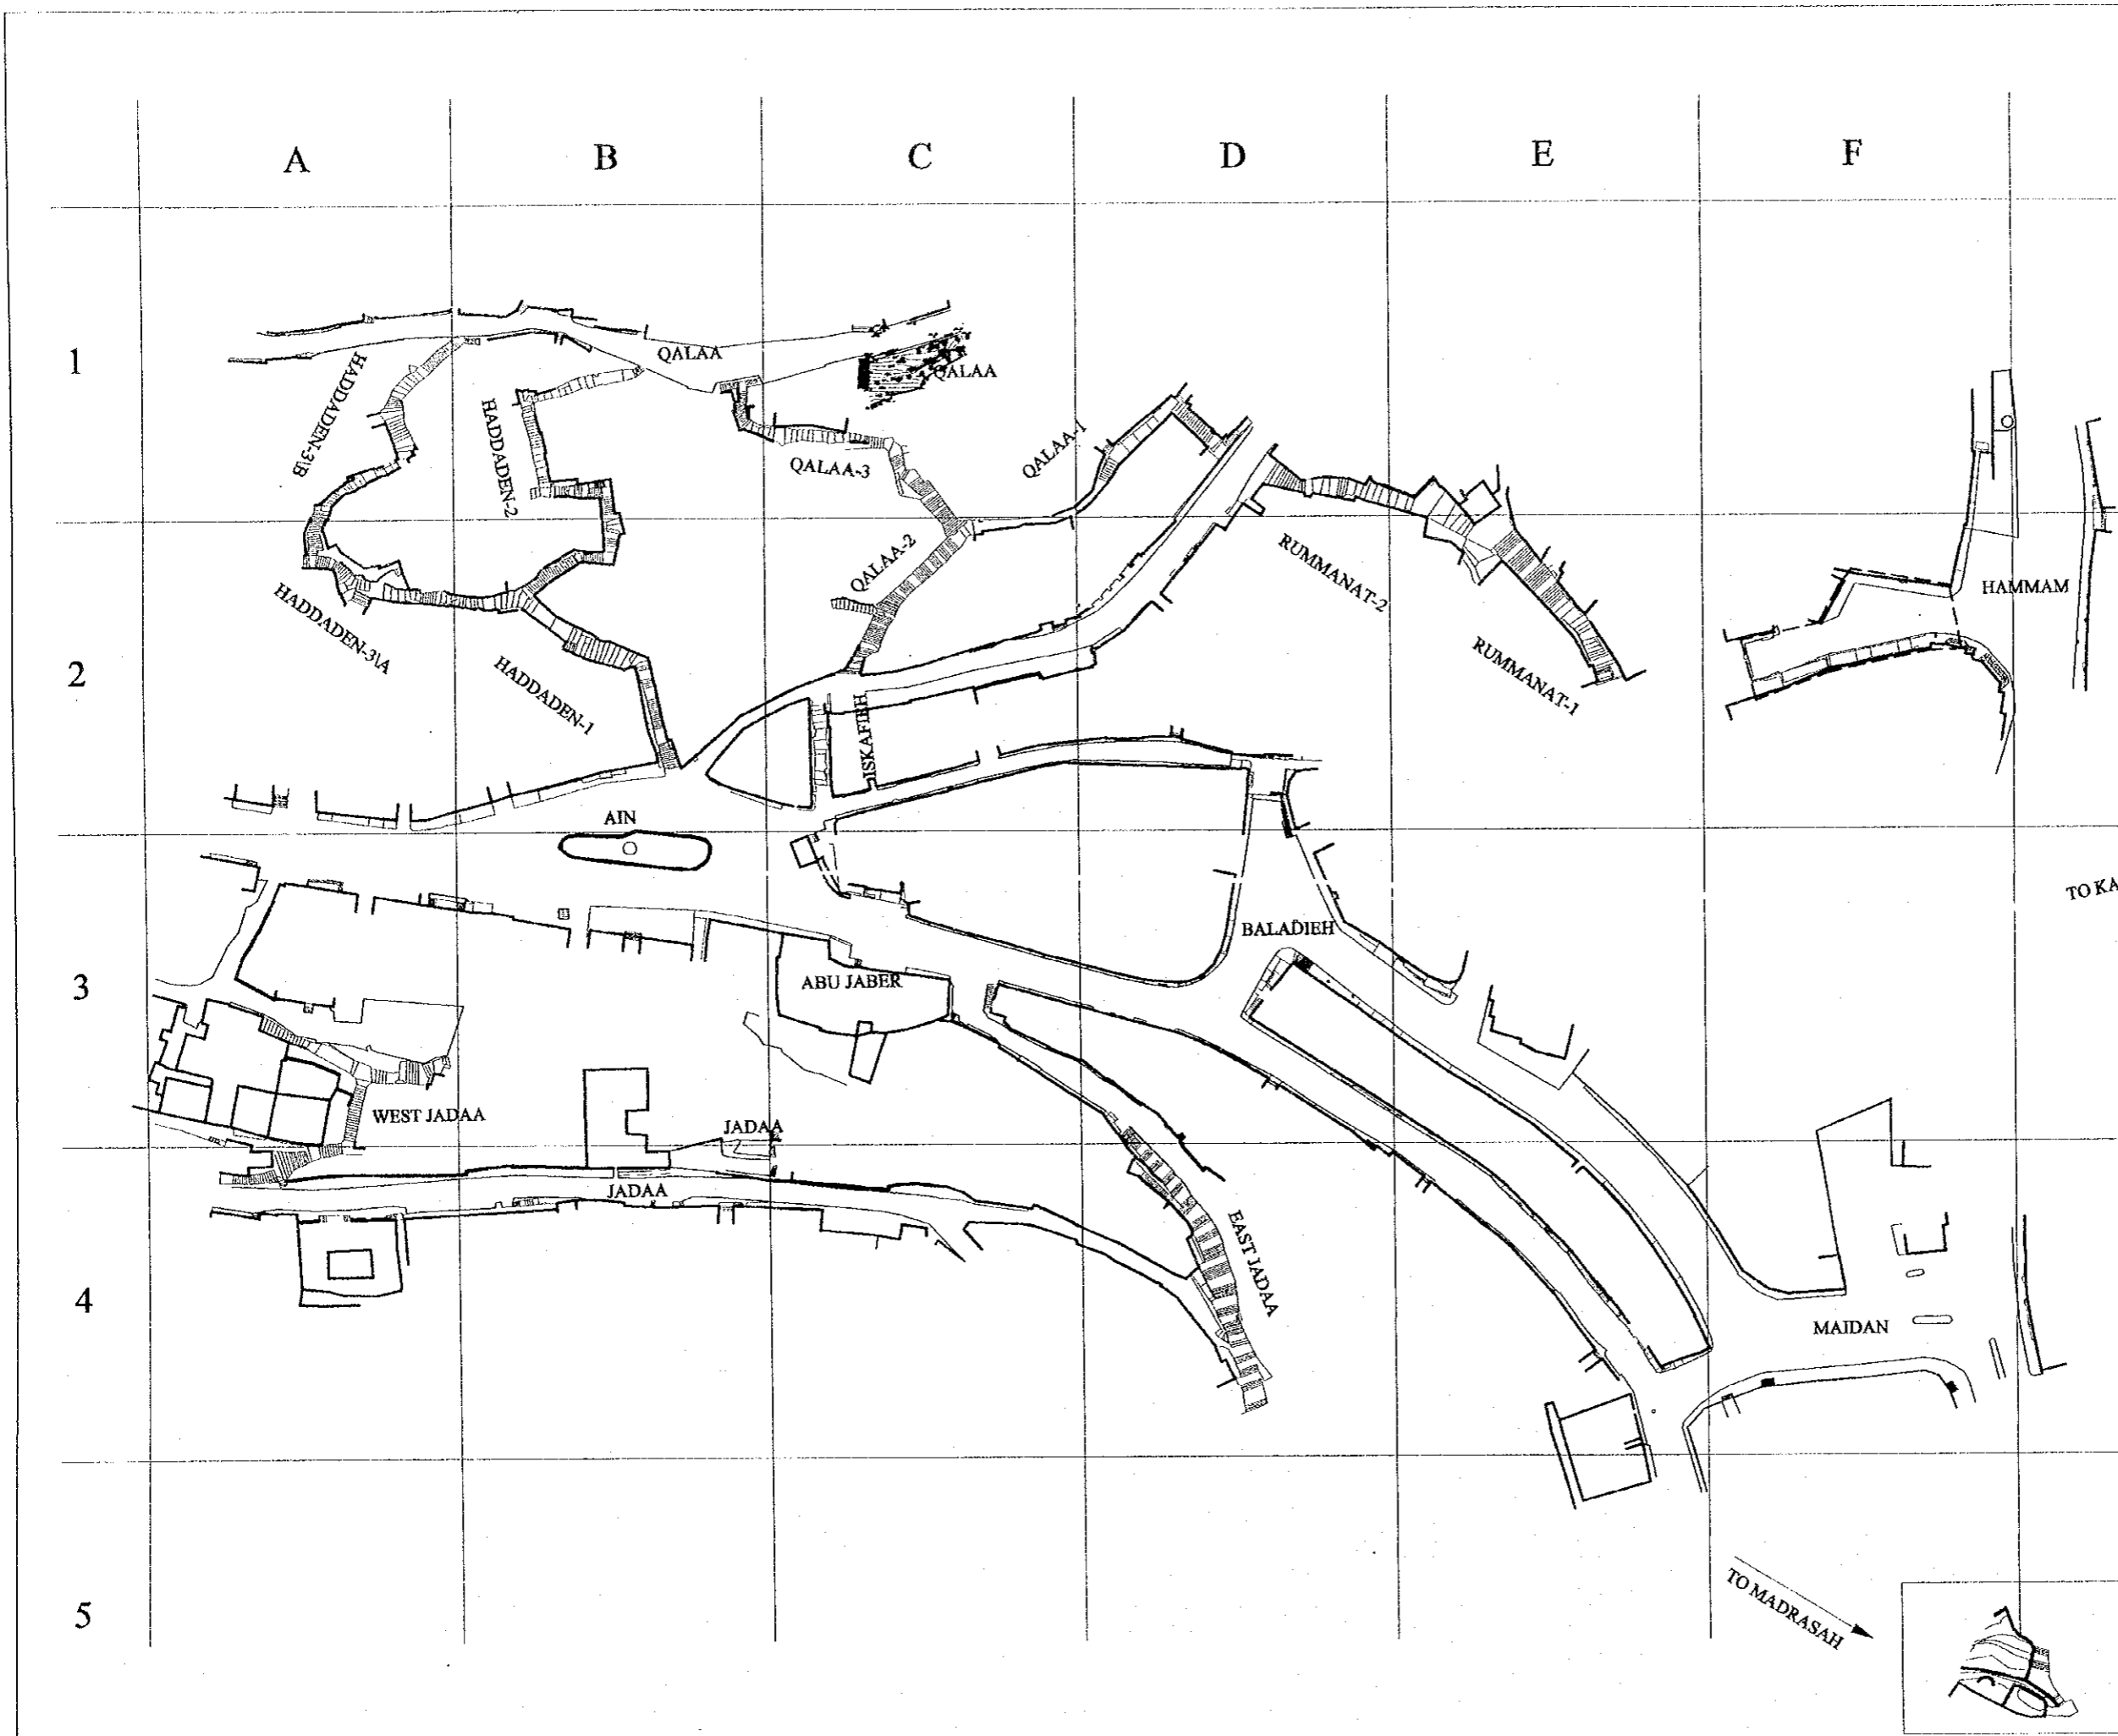 A B C D E F
1
QALAA
QALAA
HADDADEN-3\B
HADDADEN-2
QALAA-3
QALAA-1
QALAA-2
RUMMANAT-2
HAMMAM
HADDADEN-3\A
HADDADEN-1
2
RUMMANAT-1
ISKAFIEH
AIN
TO KA
BALADIEH
3
ABU JABER
WEST JADAA
JADAA
JADAA
EAST JADAA
4
MAIDAN
5
TO MADRASAH